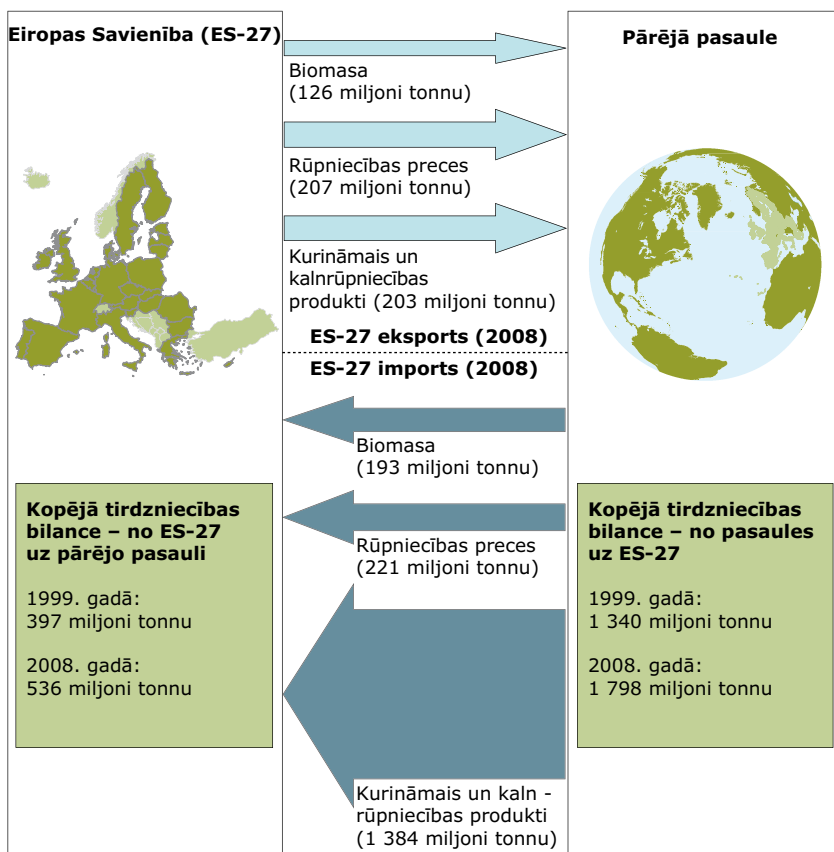 Eiropas Savienība (ES-27)
Pārējā pasaule
Biomasa
(126 miljoni tonnu)
Rūpniecības preces
(207 miljoni tonnu)
Kurināmais un
kalnrūpniecības
produkti (203 miljoni tonnu)
ES-27 eksports (2008)
ES-27 imports (2008)
Biomasa
(193 miljoni tonnu)
Rūpniecības preces
(221 miljoni tonnu)
Kurināmais un kaln -
rūpniecības produkti
(1 384 miljoni tonnu)
Kopējā tirdzniecības
bilance – no ES-27
uz pārējo pasauli
1999. gadā:
397 miljoni tonnu
2008. gadā:
536 miljoni tonnu
Kopējā tirdzniecības
bilance – no pasaules
uz ES-27
1999. gadā:
1 340 miljoni tonnu
2008. gadā:
1 798 miljoni tonnu